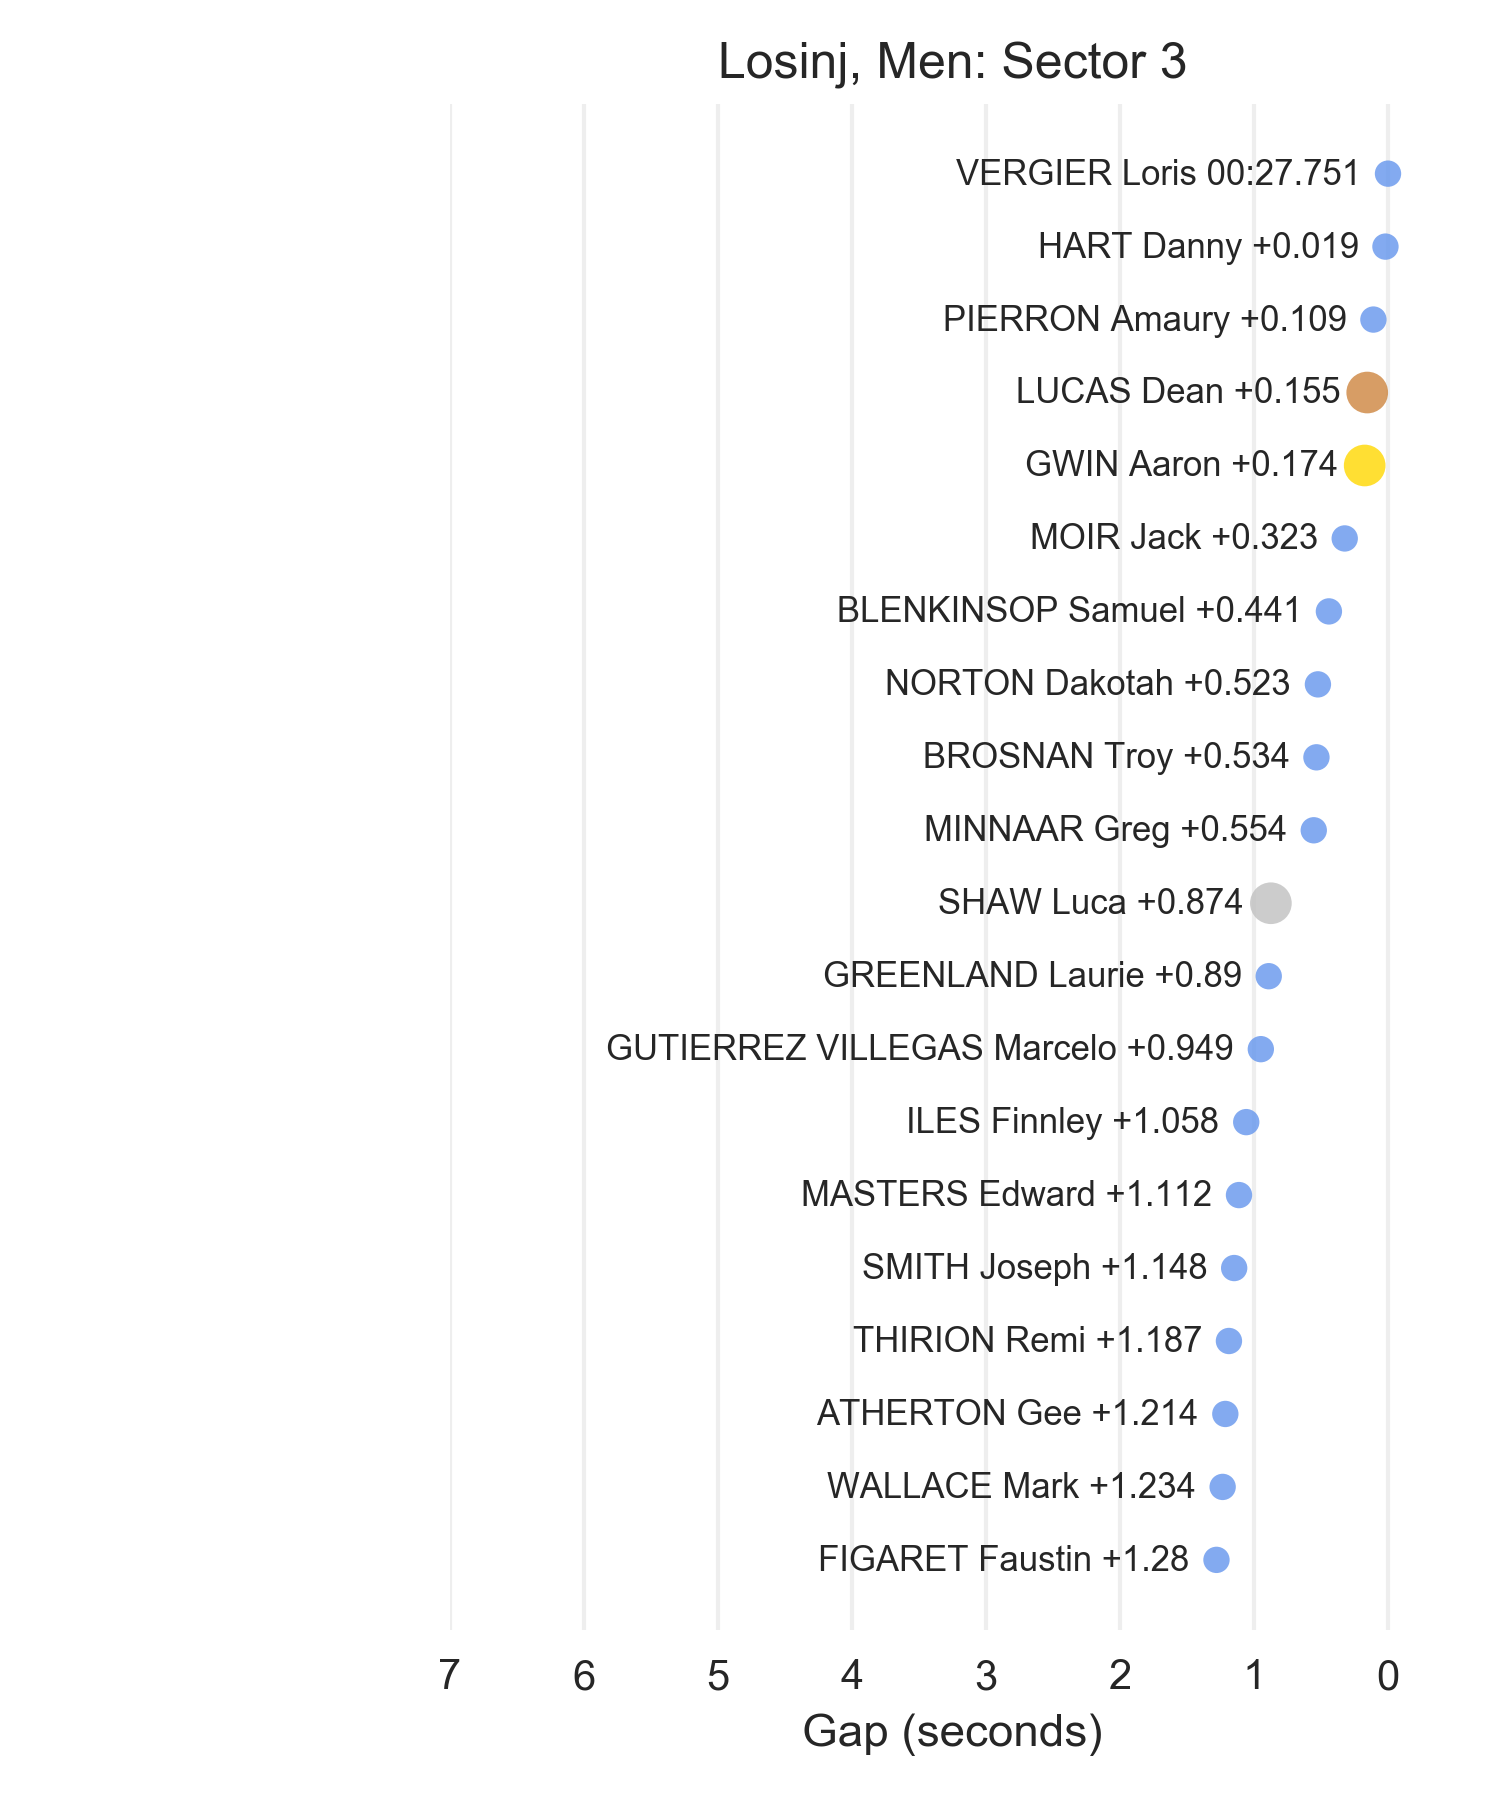 Losinj, Men: Sector 3
VERGIER Loris 00:27.751
HART Danny +0.019
PIERRON Amaury +0.109
LUCAS Dean +0.155
GWIN Aaron +0.174
MOIR Jack +0.323
BLENKINSOP Samuel +0.441
NORTON Dakotah +0.523
BROSNAN Troy +0.534
MINNAAR Greg +0.554
SHAW Luca +0.874
GREENLAND Laurie +0.89
GUTIERREZ VILLEGAS Marcelo +0.949
ILES Finnley +1.058
MASTERS Edward +1.112
SMITH Joseph +1.148
THIRION Remi +1.187
ATHERTON Gee +1.214
WALLACE Mark +1.234
FIGARET Faustin +1.28
7 6 5 4 3 2 1 0
Gap (seconds)